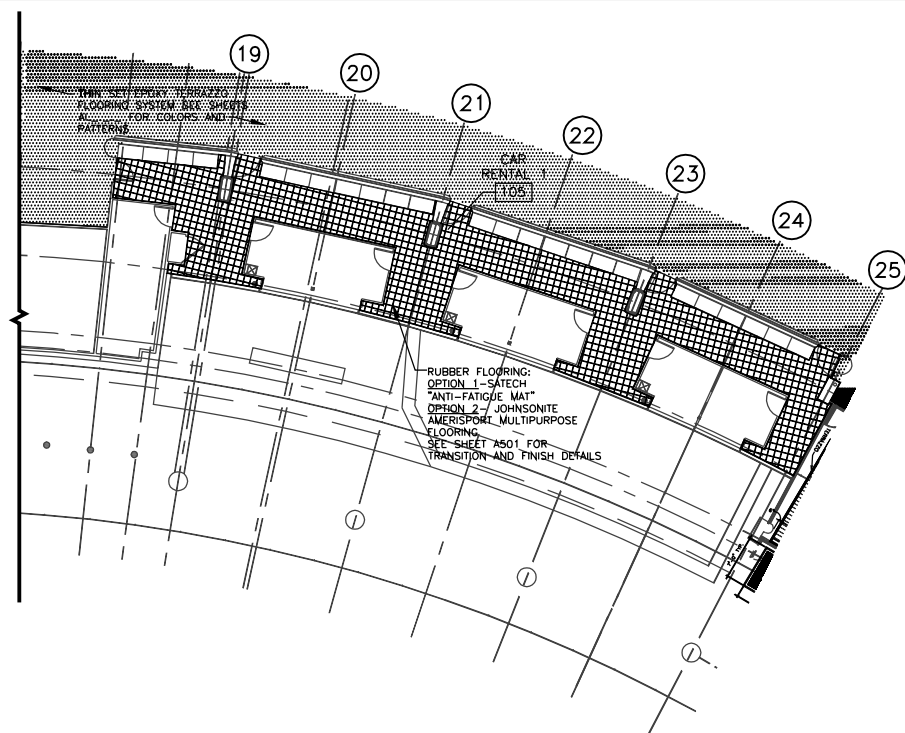 19
20
21
22
23
24
25
THIN SET EPOXY TERRAZZO
FLOORING SYSTEM SEE SHEETS
FOR COLORS AND
PATTERNS
CAR
RENTAL 1
105
RUBBER FLOORING:
OPTION 1-SATECH
"ANTI-FATIGUE MAT"
OPTION 2- JOHNSONITE
AMERISPORT MULTIPURPOSE
FLOORING
SEE SHEET A501 FOR
TRANSITION AND FINISH DETAILS